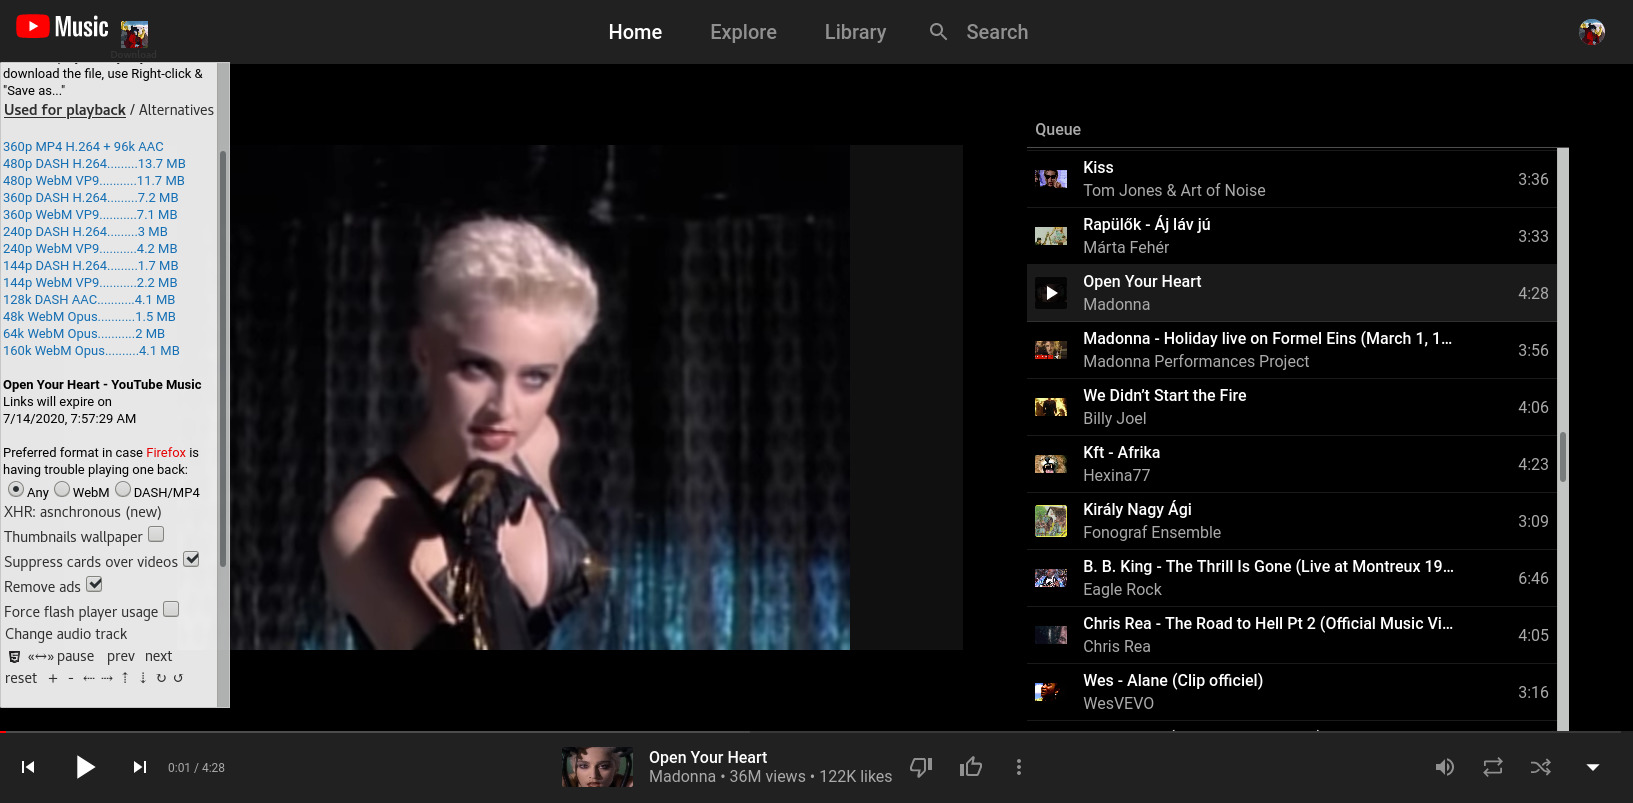 Music
Home
Explore
Library
Search
Download
download the file, use Right-click &
"Save as..."
Used for playback / Alternatives
360p MP4 H.264 + 96k AAC
480p DASH H.264.........13.7 MB
480p WebM VP9...........11.7 MB
360p DASH H.264.........7.2 MB
360p WebM VP9...........7.1 MB
240p DASH H.264.........3 MB
240p WebM VP9...........4.2 MB
144p DASH H.264.........1.7 MB
144p WebM VP9...........2.2 MB
128k DASH AAC...........4.1 MB
48k WebM Opus...........1.5 MB
64k WebM Opus...........2 MB
160k WebM Opus..........4.1 MB
Open Your Heart - YouTube Music
Links will expire on
7/14/2020, 7:57:29 AM
Preferred format in case Firefox is
having trouble playing one back:
Any WebM DASH/MP4
XHR: asnchronous (new)
Thumbnails wallpaper
Suppress cards over videos
Remove ads
Force flash player usage
Change audio track
«↔» pause prev next
reset + - ⇠ ⇢ ⇡ ⇣ ↻ ↺
Queue
Kiss
Tom Jones & Art of Noise
3:36
Rapülők - Áj láv jú
Márta Fehér
3:33
Open Your Heart
Madonna
4:28
Madonna - Holiday live on Formel Eins (March 1, 1...
Madonna Performances Project
3:56
We Didn't Start the Fire
Billy Joel
4:06
Kft - Afrika
Hexina77
4:23
Király Nagy Ági
Fonograf Ensemble
3:09
B. B. King - The Thrill Is Gone (Live at Montreux 19...
Eagle Rock
6:46
Chris Rea - The Road to Hell Pt 2 (Official Music Vi...
Chris Rea
4:05
Wes - Alane (Clip officiel)
WesVEVO
3:16
0:01 / 4:28
Open Your Heart
Madonna • 36M views • 122K likes